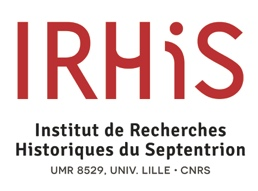 IRHiS
Institut de Recherches
Historiques du Septentrion
UMR 8529, UNIV. LILLE • CNRS